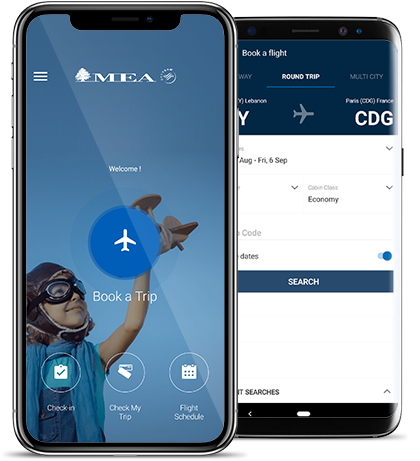 MEA
Welcome !
Book a Trip
Check-in
Check My
Trip
Flight
Schedule
Book a flight
WAY
ROUND TRIP
MULTI CITY
Y) Lebanon
Paris (CDG) France
Y
CDG
Aug - Fri, 6 Sep
Cabin Class
Economy
Code
dates
SEARCH
NT SEARCHES